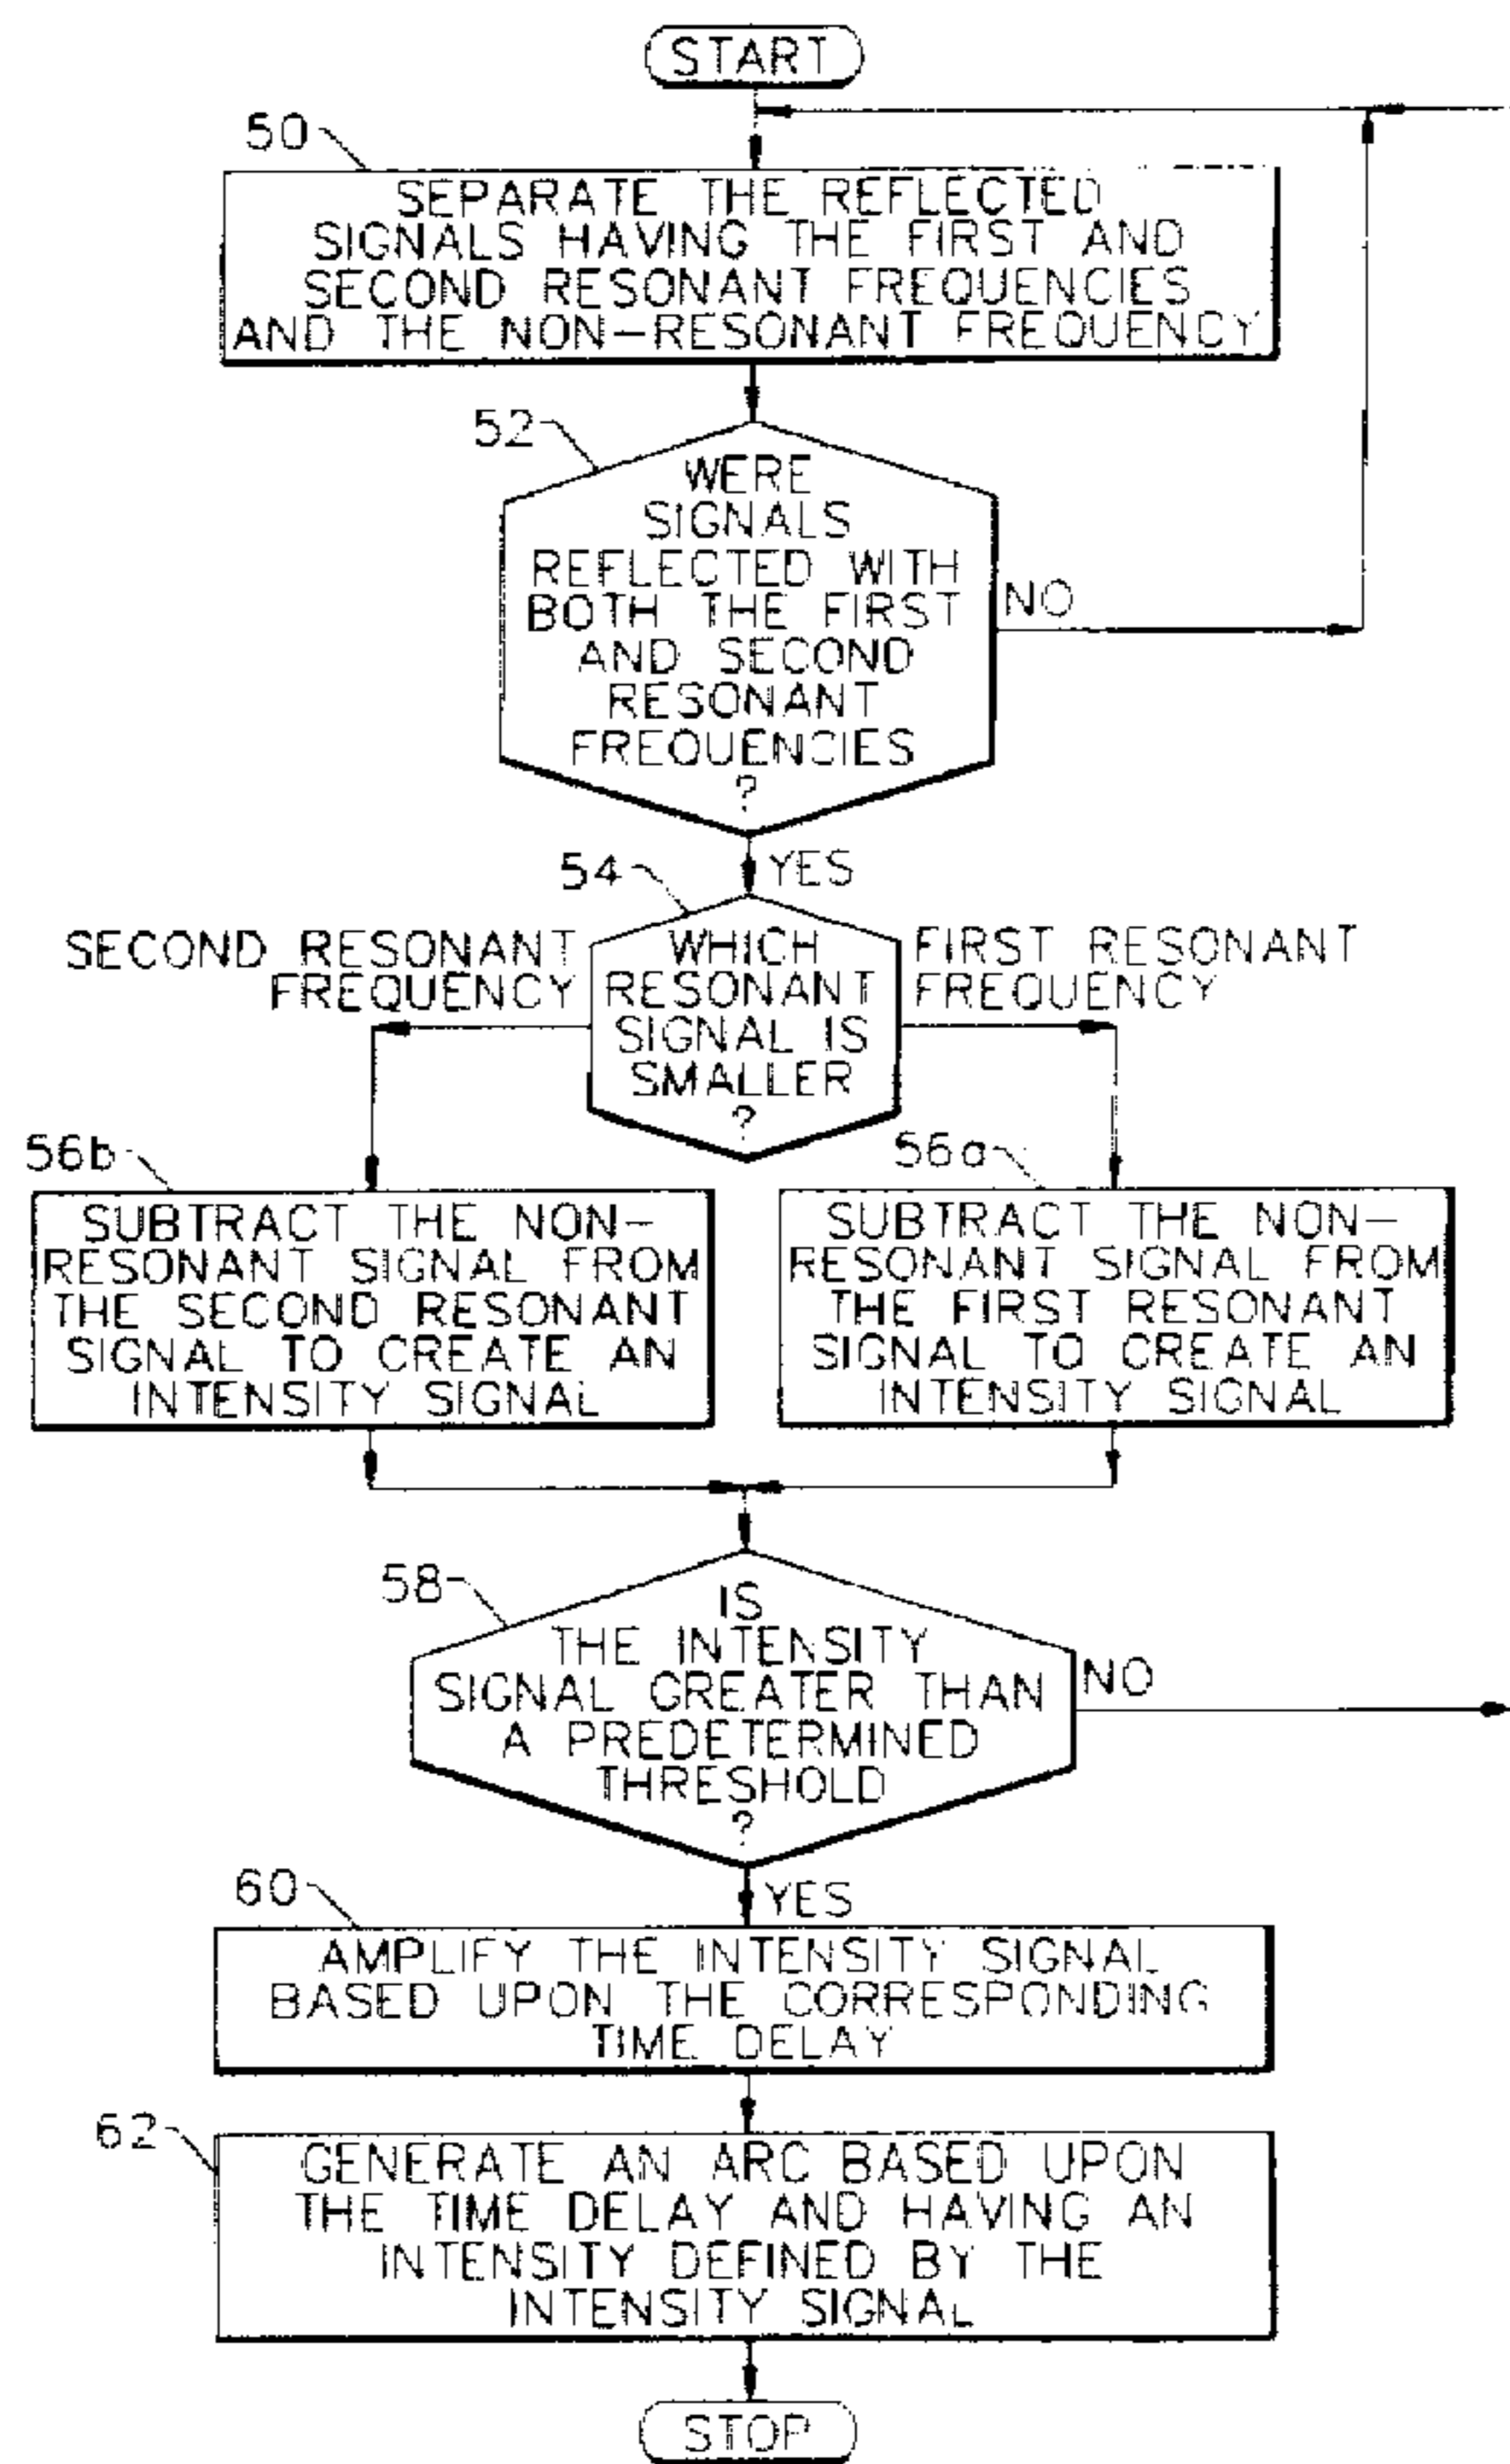 START
50
SEPARATE THE REFLECTED
SIGNALS HAVING THE FIRST AND
SECOND RESONANT FREQUENCIES
AND THE NON-RESONANT FREQUENCY
52
WERE
SIGNALS
REFLECTED WITH
BOTH THE FIRST
AND SECOND
RESONANT
FREQUENCIES
?
NO
YES
54
SECOND RESONANT
FREQUENCY
WHICH
RESONANT
SIGNAL IS
SMALLER
?
FIRST RESONANT
FREQUENCY
56b
SUBTRACT THE NON-
RESONANT SIGNAL FROM
THE SECOND RESONANT
SIGNAL TO CREATE AN
INTENSITY SIGNAL
56a
SUBTRACT THE NON-
RESONANT SIGNAL FROM
THE FIRST RESONANT
SIGNAL TO CREATE AN
INTENSITY SIGNAL
58
IS
THE INTENSITY
SIGNAL GREATER THAN
A PREDETERMINED
THRESHOLD
?
NO
YES
60
AMPLIFY THE INTENSITY SIGNAL
BASED UPON THE CORRESPONDING
TIME DELAY
62
GENERATE AN ARC BASED UPON
THE TIME DELAY AND HAVING AN
INTENSITY DEFINED BY THE
INTENSITY SIGNAL
STOP